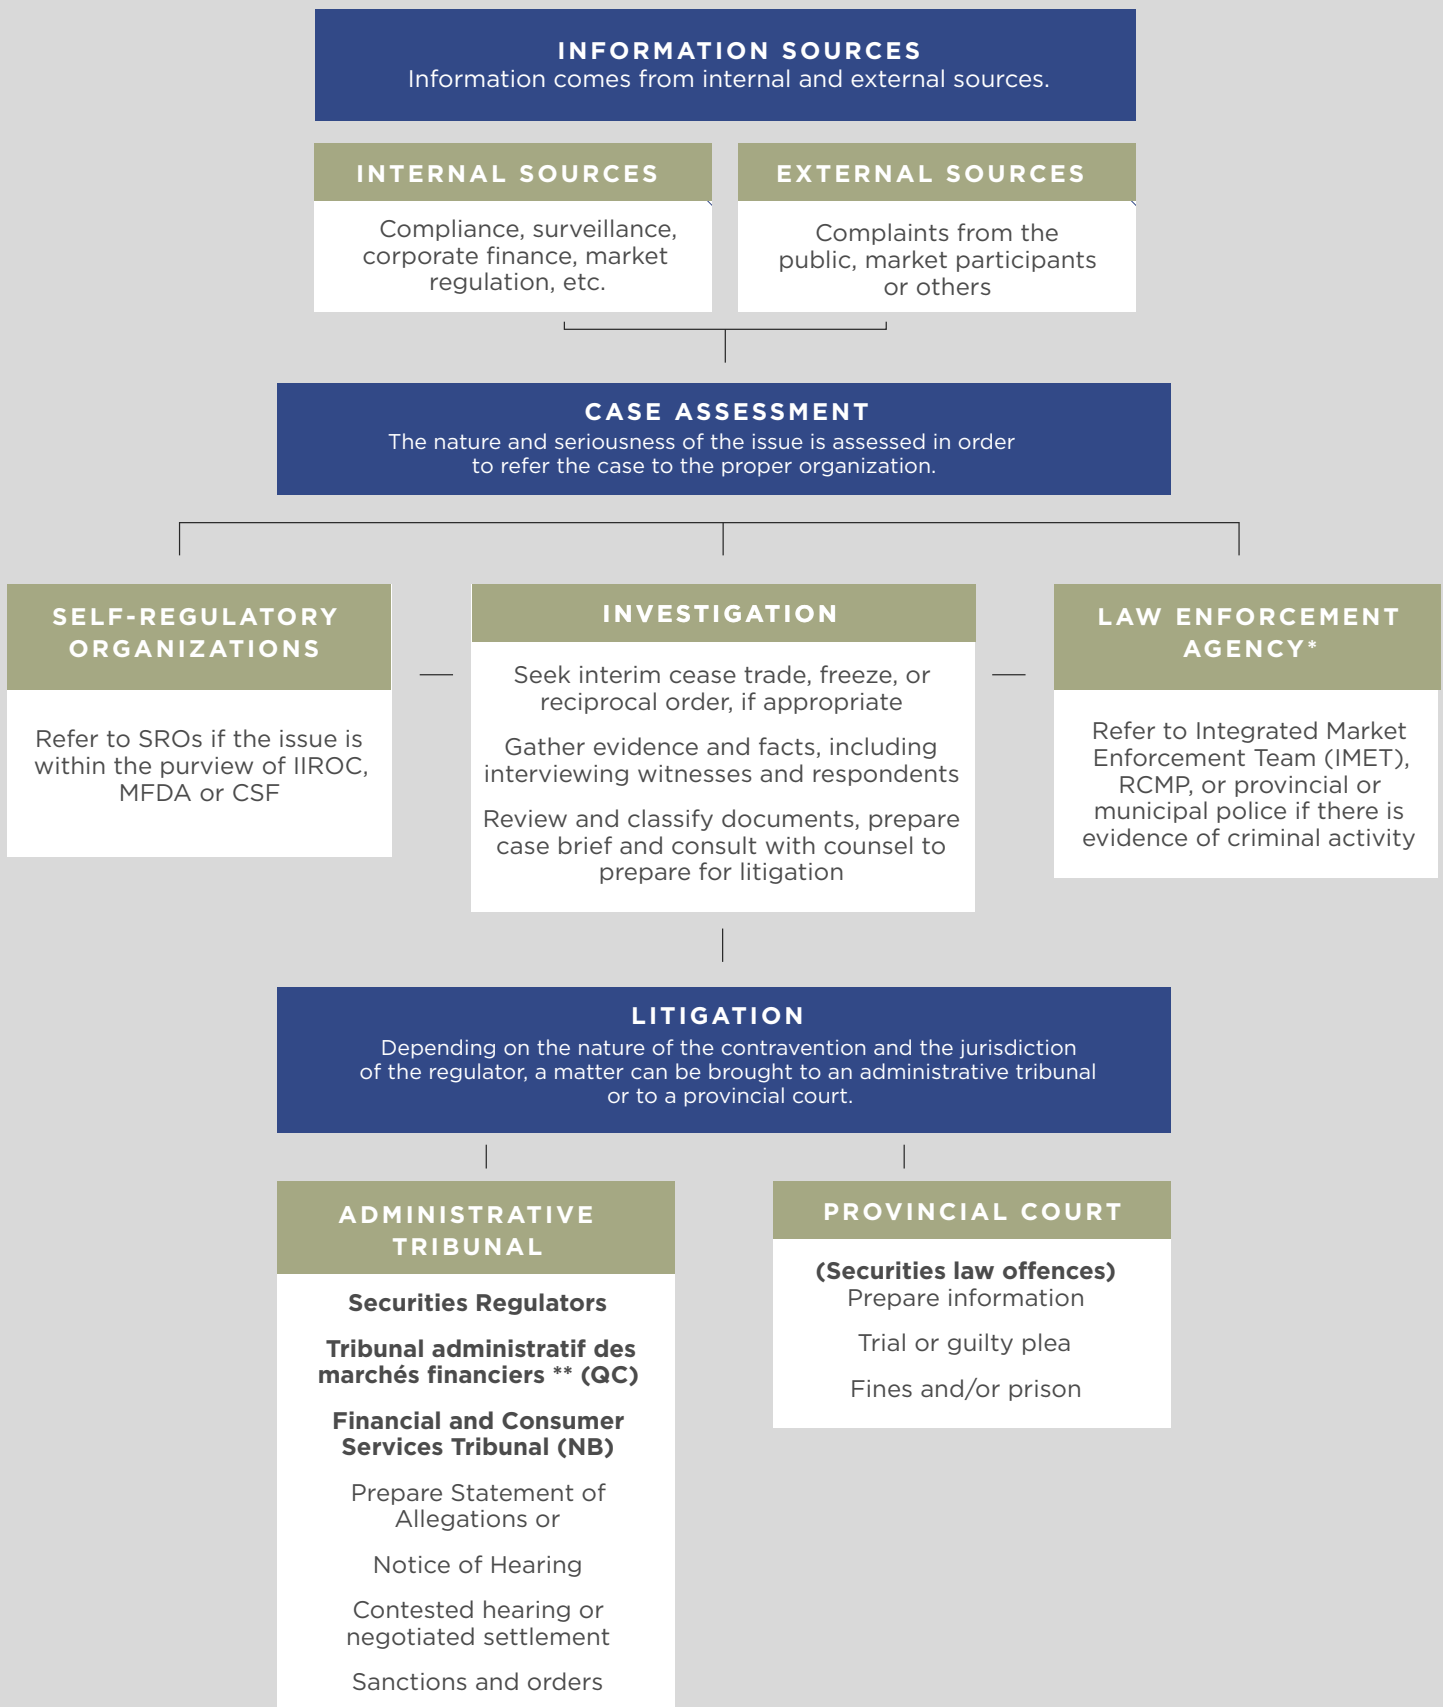 INFORMATION SOURCES
Information comes from internal and external sources.
INTERNAL SOURCES
Compliance, surveillance,
corporate finance, market
regulation, etc.
EXTERNAL SOURCES
Complaints from the
public, market participants
or others
CASE ASSESSMENT
The nature and seriousness of the issue is assessed in order
to refer the case to the proper organization.
SELF-REGULATORY
ORGANIZATIONS
Refer to SROs if the issue is
within the purview of IIROC,
MFDA or CSF
INVESTIGATION
Seek interim cease trade, freeze, or
reciprocal order, if appropriate
Gather evidence and facts, including
interviewing witnesses and respondents
Review and classify documents, prepare
case brief and consult with counsel to
prepare for litigation
LAW ENFORCEMENT
AGENCY*
Refer to Integrated Market
Enforcement Team (IMET),
RCMP, or provincial or
municipal police if there is
evidence of criminal activity
LITIGATION
Depending on the nature of the contravention and the jurisdiction
of the regulator, a matter can be brought to an administrative tribunal
or to a provincial court.
ADMINISTRATIVE
TRIBUNAL
Securities Regulators
Tribunal administratif des
marchés financiers ** (QC)
Financial and Consumer
Services Tribunal (NB)
Prepare Statement of
Allegations or
Notice of Hearing
Contested hearing or
negotiated settlement
Sanctions and orders
PROVINCIAL COURT
(Securities law offences)
Prepare information
Trial or guilty plea
Fines and/or prison